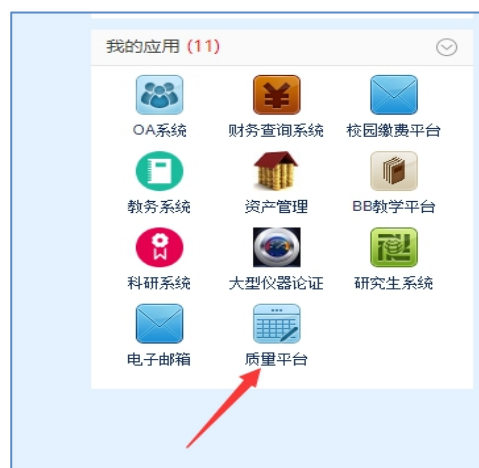 我的应用 (11)
OA系统 财务查询系统 校园缴费平台
教务系统 资产管理 BB教学平台
科研系统 大型仪器论证 研究生系统
电子邮箱 质量平台